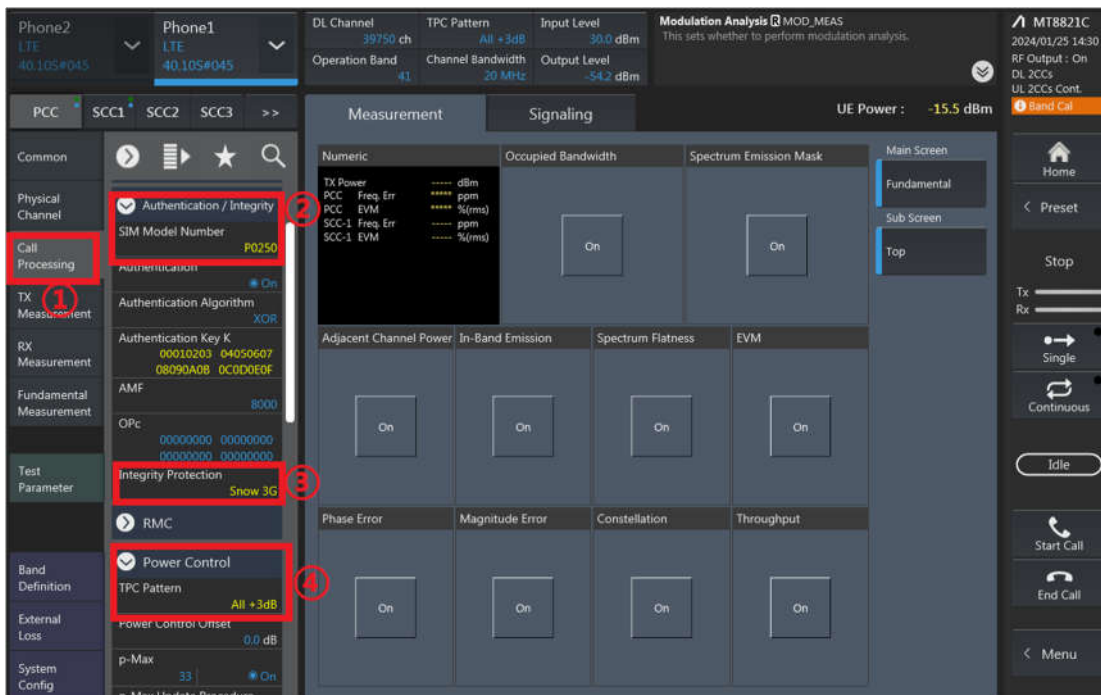 Phone2
LTE
40.10S#045
Phone1
LTE
40.10S#045
DL Channel
39750 ch
TPC Pattern
All +3dB
Input Level
30.0 dBm
Operation Band
41
Channel Bandwidth
20 MHz
Output Level
-54.2 dBm
Modulation Analysis R MOD_MEAS
This sets whether to perform modulation analysis.
MT8821C
2024/01/25 14:30
RF Output : On
DL 2CCs
UL 2CCs Cont.
Band Cal
PCC
SCC1
SCC2
SCC3
>>
Measurement
Signaling
UE Power :
-15.5 dBm
Common
Physical
Channel
Call
Processing
①
TX
Measurement
RX
Measurement
Fundamental
Measurement
Test
Parameter
Band
Definition
External
Loss
System
Config
Authentication / Integrity
②
SIM Model Number
P0250
Authentication
On
Authentication Algorithm
XOR
Authentication Key K
00010203 04050607
08090A0B 0C0D0E0F
AMF
8000
OPc
00000000 00000000
00000000 00000000
Integrity Protection
Snow 3G
③
RMC
Power Control
④
TPC Pattern
All +3dB
Power Control Offset
0.0 dB
p-Max
33
On
p-Max Update Procedure
Numeric
TX Power ----- dBm
PCC Freq. Err ***** ppm
PCC EVM ***** %(rms)
SCC-1 Freq. Err ----- ppm
SCC-1 EVM ----- %(rms)
Occupied Bandwidth
On
Spectrum Emission Mask
On
Adjacent Channel Power
On
In-Band Emission
On
Spectrum Flatness
On
EVM
On
Phase Error
On
Magnitude Error
On
Constellation
On
Throughput
On
Main Screen
Fundamental
Sub Screen
Top
Home
< Preset
Stop
Tx
Rx
Single
Continuous
Idle
Start Call
End Call
< Menu